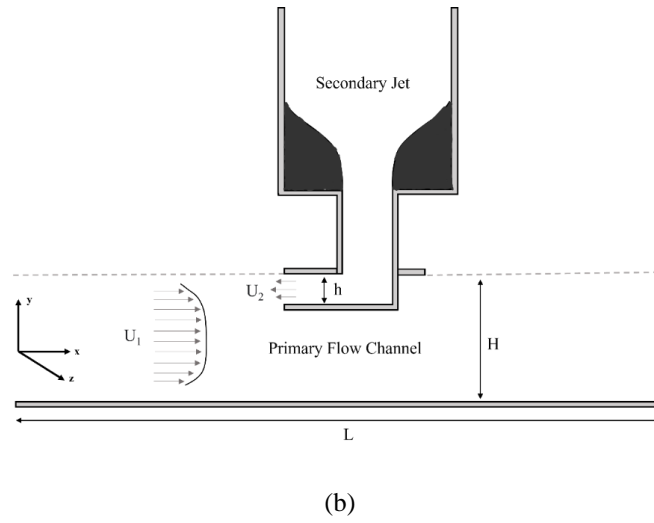 Secondary Jet
U₂
h
y
U₁
x
z
Primary Flow Channel
H
L
(b)